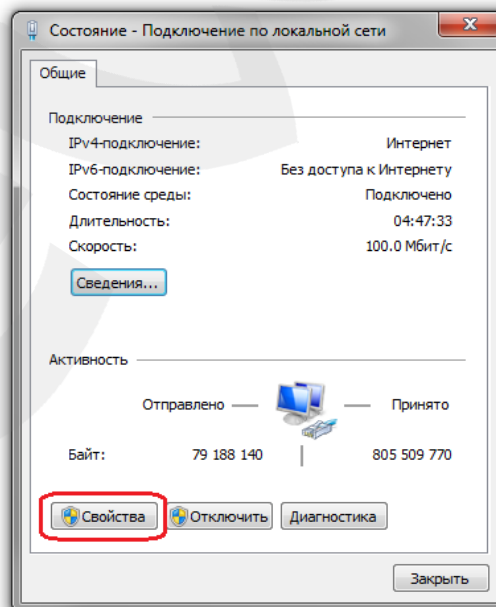 Состояние - Подключение по локальной сети
Общие
Подключение
IPv4-подключение: Интернет
IPv6-подключение: Без доступа к Интернету
Состояние среды: Подключено
Длительность: 04:47:33
Скорость: 100.0 Мбит/с
Сведения...
Активность
Отправлено Принято
Байт: 79 188 140 805 509 770
Свойства Отключить Диагностика
Закрыть